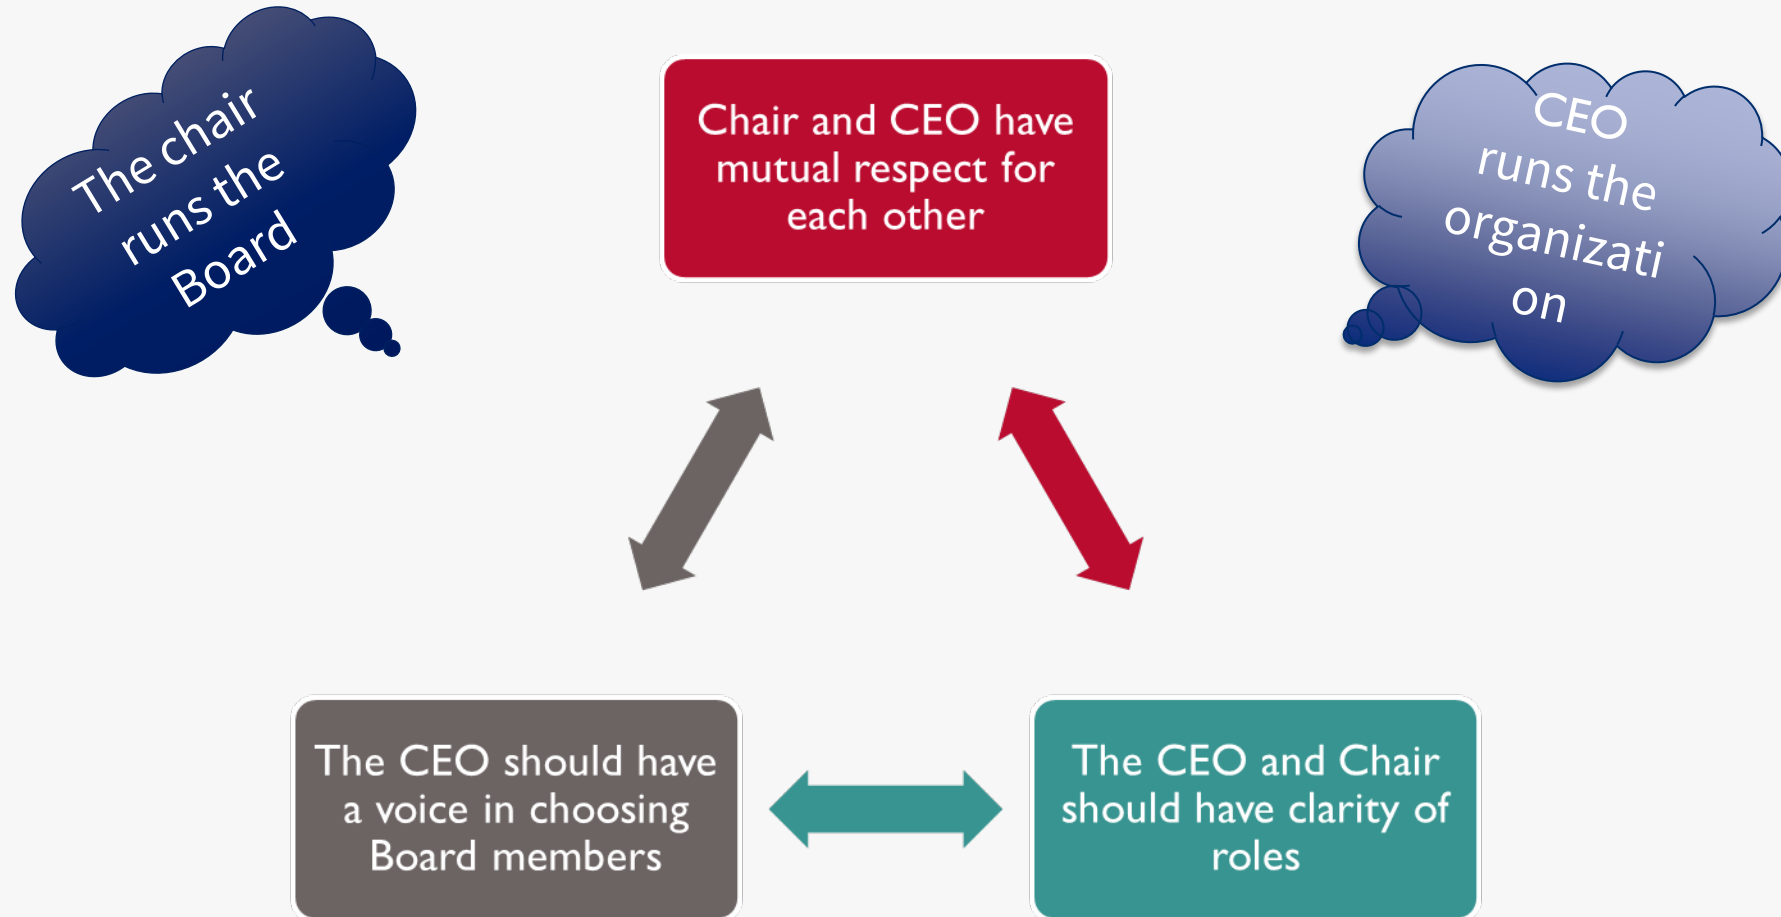 The chair
runs the
Board
Chair and CEO have
mutual respect for
each other
CEO
runs the
organizati
on
The CEO should have
a voice in choosing
Board members
The CEO and Chair
should have clarity of
roles